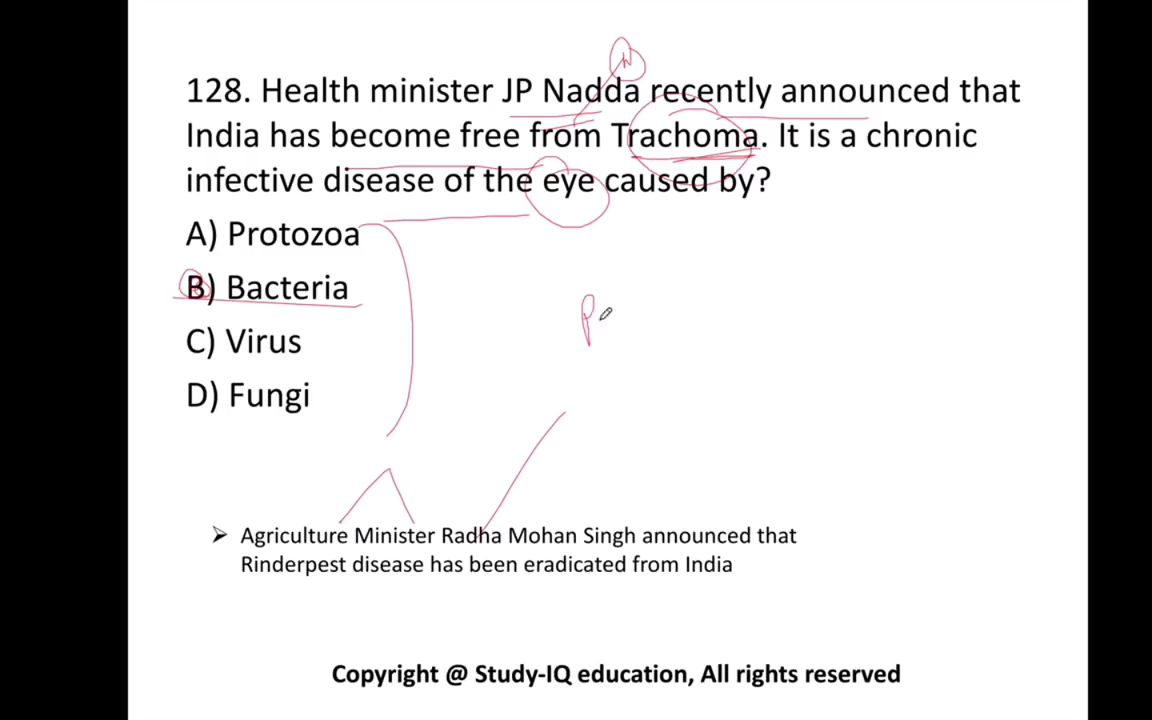 128. Health minister JP Nadda recently announced that
India has become free from Trachoma. It is a chronic
infective disease of the eye caused by?
A) Protozoa
B) Bacteria
C) Virus
D) Fungi
➢ Agriculture Minister Radha Mohan Singh announced that
Rinderpest disease has been eradicated from India
Copyright @ Study-IQ education, All rights reserved